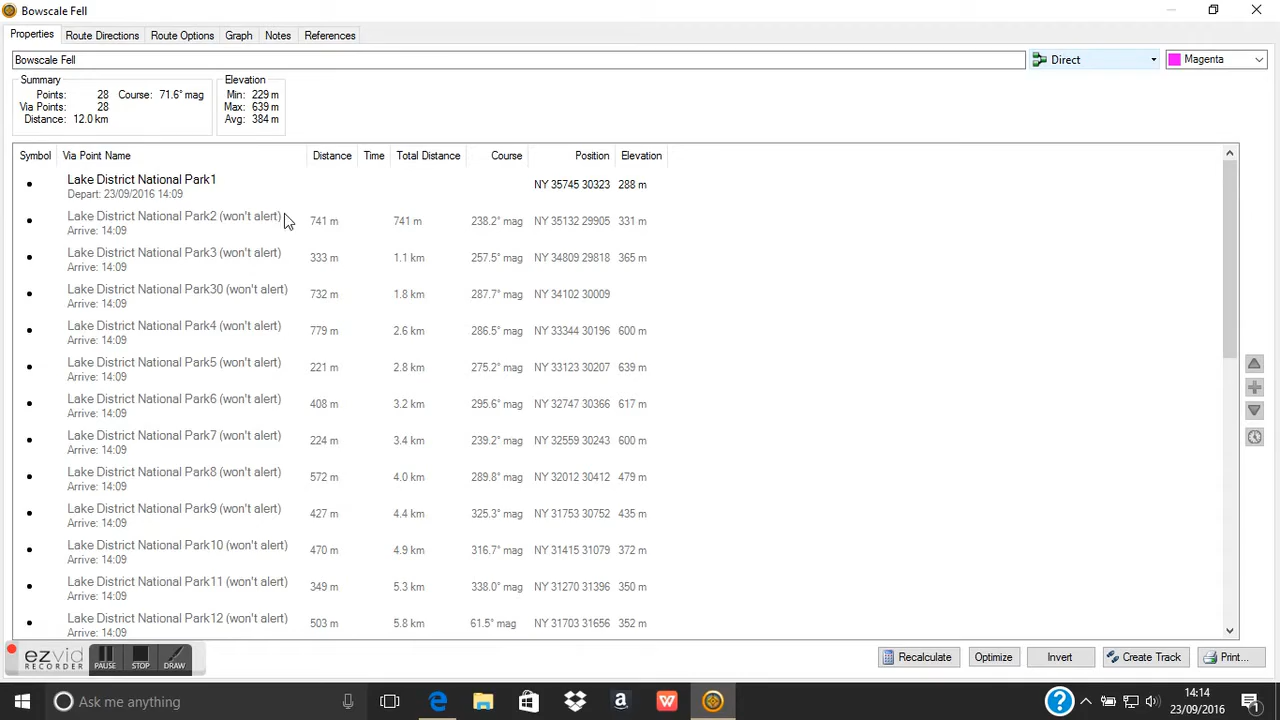 Bowscale Fell
Properties Route Directions Route Options Graph Notes References
Bowscale Fell Direct Magenta
Summary Elevation
Points: 28 Course: 71.6° mag Min: 229 m
Via Points: 28 Max: 639 m
Distance: 12.0 km Avg: 384 m
Symbol Via Point Name Distance Time Total Distance Course Position Elevation
Lake District National Park1 NY 35745 30323 288 m
Depart: 23/09/2016 14:09
Lake District National Park2 (won't alert) 741 m 741 m 238.2° mag NY 35132 29905 331 m
Arrive: 14:09
Lake District National Park3 (won't alert) 333 m 1.1 km 257.5° mag NY 34809 29818 365 m
Arrive: 14:09
Lake District National Park30 (won't alert) 732 m 1.8 km 287.7° mag NY 34102 30009
Arrive: 14:09
Lake District National Park4 (won't alert) 779 m 2.6 km 286.5° mag NY 33344 30196 600 m
Arrive: 14:09
Lake District National Park5 (won't alert) 221 m 2.8 km 275.2° mag NY 33123 30207 639 m
Arrive: 14:09
Lake District National Park6 (won't alert) 408 m 3.2 km 295.6° mag NY 32747 30366 617 m
Arrive: 14:09
Lake District National Park7 (won't alert) 224 m 3.4 km 239.2° mag NY 32559 30243 600 m
Arrive: 14:09
Lake District National Park8 (won't alert) 572 m 4.0 km 289.8° mag NY 32012 30412 479 m
Arrive: 14:09
Lake District National Park9 (won't alert) 427 m 4.4 km 325.3° mag NY 31753 30752 435 m
Arrive: 14:09
Lake District National Park10 (won't alert) 470 m 4.9 km 316.7° mag NY 31415 31079 372 m
Arrive: 14:09
Lake District National Park11 (won't alert) 349 m 5.3 km 338.0° mag NY 31270 31396 350 m
Arrive: 14:09
Lake District National Park12 (won't alert) 503 m 5.8 km 61.5° mag NY 31703 31656 352 m
Arrive: 14:09
ezvid
RECORDER PAUSE STOP DRAW Recalculate Optimize Invert Create Track Print...
Ask me anything 14:14
23/09/2016 1